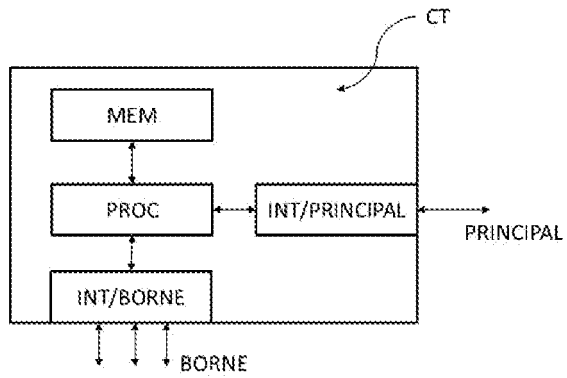 CT
MEM
PROC
INT/PRINCIPAL
PRINCIPAL
INT/BORNE
BORNE